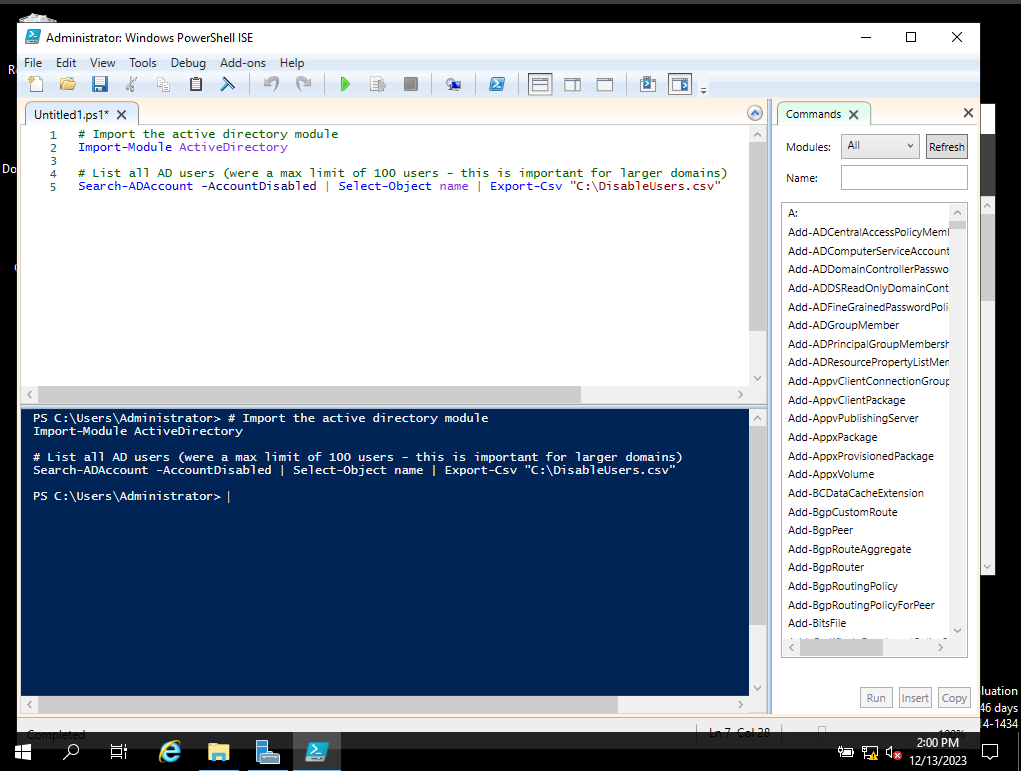 Administrator: Windows PowerShell ISE
File Edit View Tools Debug Add-ons Help
Untitled1.ps1*
1 # Import the active directory module
2 Import-Module ActiveDirectory
3
4 # List all AD users (were a max limit of 100 users - this is important for larger domains)
5 Search-ADAccount -AccountDisabled | Select-Object name | Export-Csv "C:\DisableUsers.csv"
PS C:\Users\Administrator> # Import the active directory module
Import-Module ActiveDirectory
# List all AD users (were a max limit of 100 users - this is important for larger domains)
Search-ADAccount -AccountDisabled | Select-Object name | Export-Csv "C:\DisableUsers.csv"
PS C:\Users\Administrator>
Commands
Modules: All Refresh
Name:
A:
Add-ADCentralAccessPolicyMem
Add-ADComputerServiceAccount
Add-ADDomainControllerPasswo
Add-ADDSReadOnlyDomainCont
Add-ADFineGrainedPasswordPoli
Add-ADGroupMember
Add-ADPrincipalGroupMembersh
Add-ADResourcePropertyListMem
Add-AppvClientConnectionGroup
Add-AppvClientPackage
Add-AppvPublishingServer
Add-AppxPackage
Add-AppxProvisionedPackage
Add-AppxVolume
Add-BCDataCacheExtension
Add-BgpCustomRoute
Add-BgpPeer
Add-BgpRouteAggregate
Add-BgpRouter
Add-BgpRoutingPolicy
Add-BgpRoutingPolicyForPeer
Add-BitsFile
Run Insert Copy
Do
luation
46 days
14-1434
Completed
Ln 7 Col 28
2:00 PM
12/13/2023